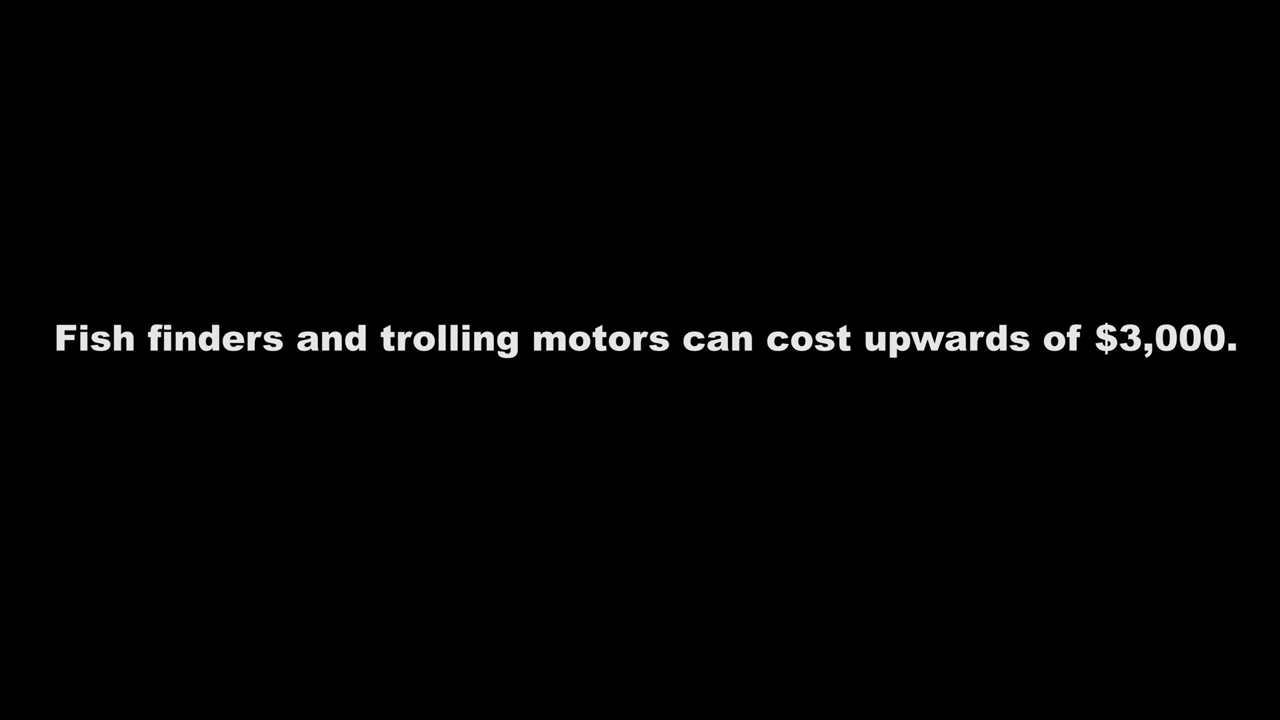 Fish finders and trolling motors can cost upwards of $3,000.